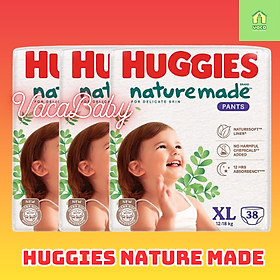 VACO
HUGGIES
HUGGIES
HUGGIES
nature made
FOR DELICATE SKIN
PANTS
VacaBaby
NATURESOFT™
LINER*
NO HARMFUL
CHEMICALS^
ADDED
12 HRS
ABSORBENCY~
XL
12-18 kg
38
HUGGIES NATURE MADE